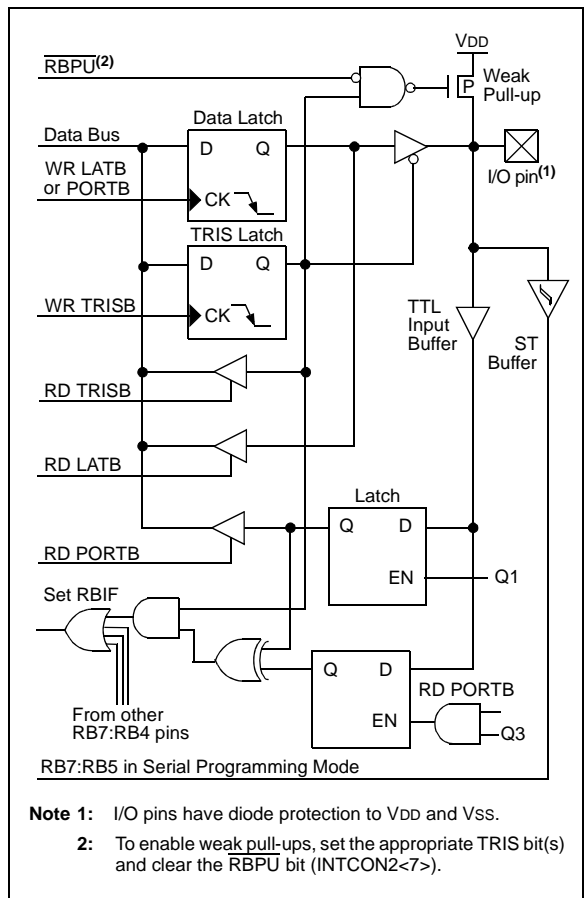 VDD
RBPU(2)
Weak
Pull-up
P
Data Latch
Data Bus
D Q
WR LATB
or PORTB
CK
I/O pin(1)
TRIS Latch
D Q
WR TRISB
CK
TTL
Input
Buffer
ST
Buffer
RD TRISB
RD LATB
Latch
Q D
RD PORTB
EN
Q1
Set RBIF
Q D
RD PORTB
EN
Q3
From other
RB7:RB4 pins
RB7:RB5 in Serial Programming Mode
Note 1: I/O pins have diode protection to VDD and VSS.
2: To enable weak pull-ups, set the appropriate TRIS bit(s)
and clear the RBPU bit (INTCON2<7>).